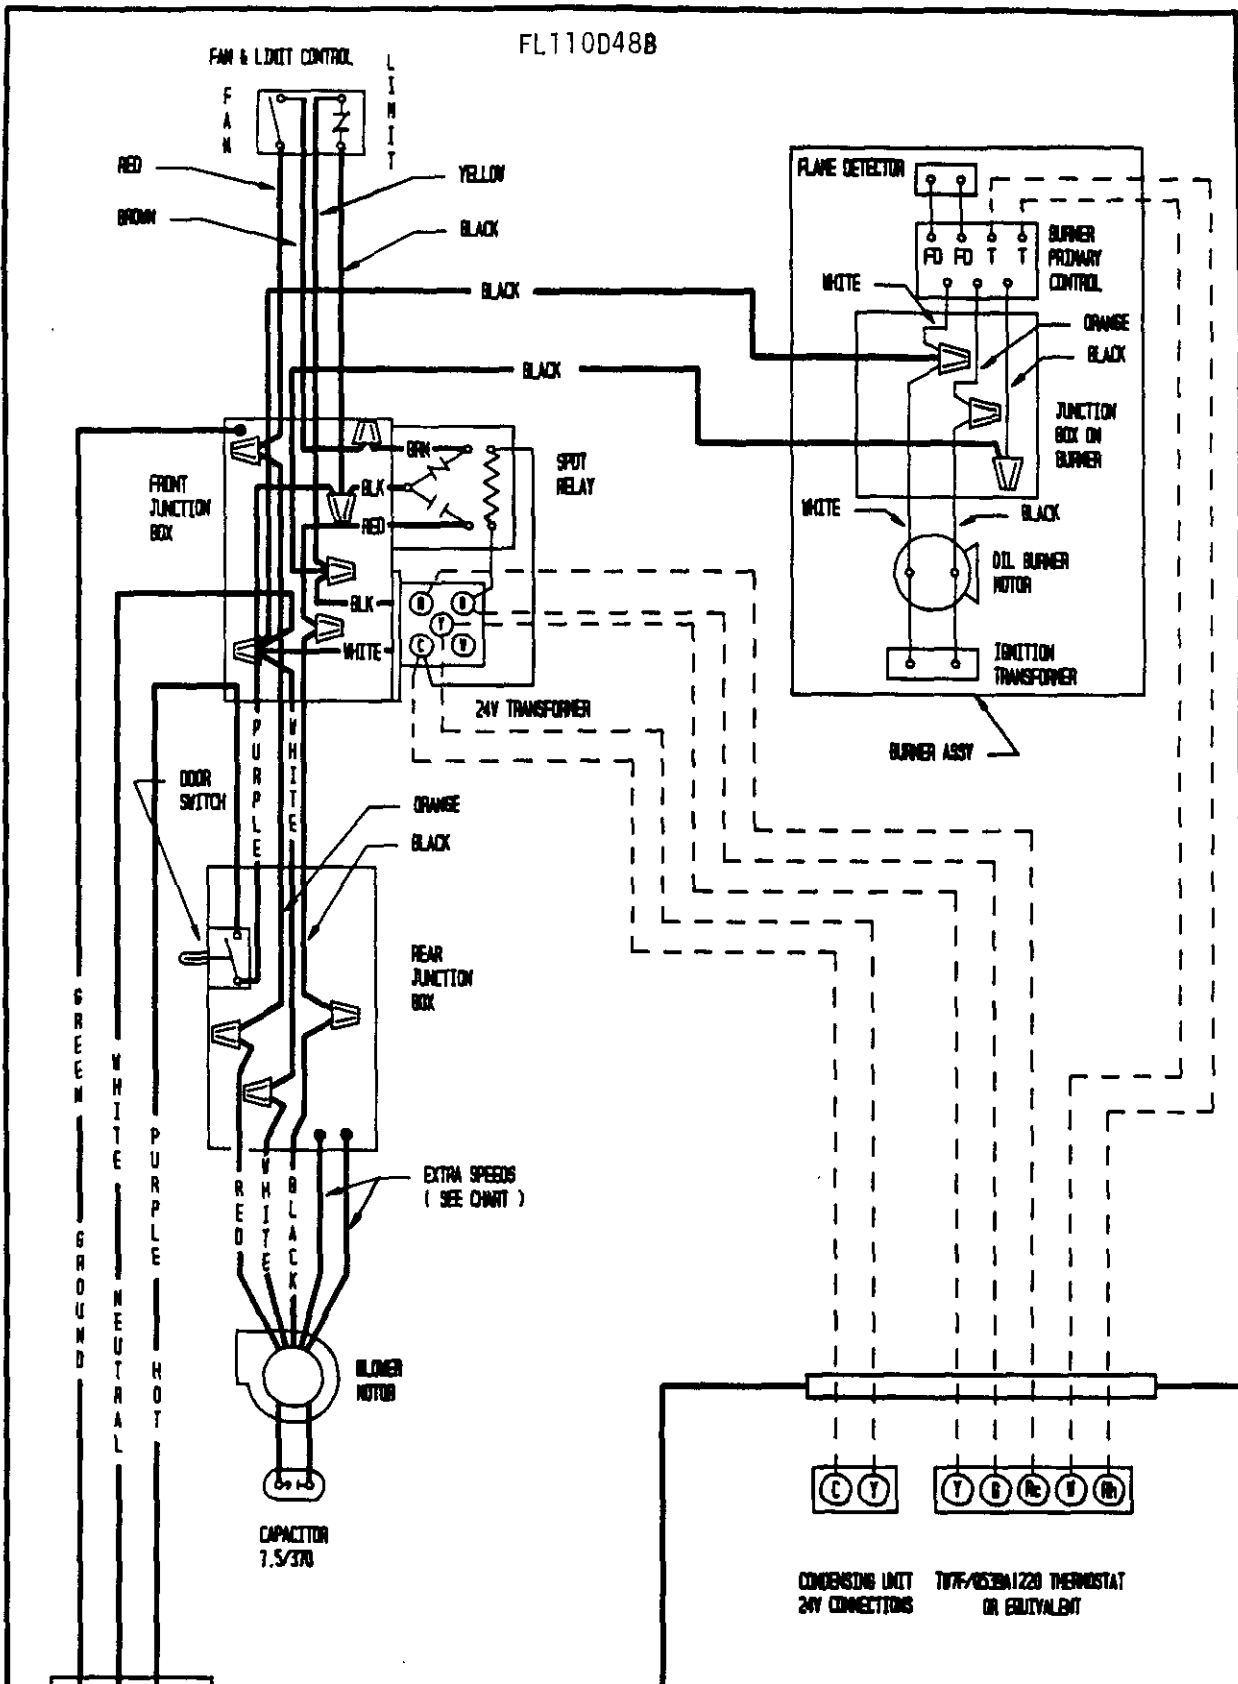 FL110D48B
FAN & LIMIT CONTROL
FAN
LIMIT
RED
BROWN
YELLOW
BLACK
BLACK
BLACK
FLAME DETECTOR
FD FD T T
BURNER
PRIMARY
CONTROL
WHITE
ORANGE
BLACK
JUNCTION
BOX ON
BURNER
WHITE
BLACK
OIL BURNER
MOTOR
IGNITION
TRANSFORMER
BURNER ASSY
FRONT
JUNCTION
BOX
BRN
BLK
RED
SPDT
RELAY
BLK
WHITE
R G
Y
C W
24V TRANSFORMER
PURPLE
WHITE
DOOR
SWITCH
ORANGE
BLACK
REAR
JUNCTION
BOX
GREEN GROUND
WHITE NEUTRAL
PURPLE HOT
RED
WHITE
BLACK
EXTRA SPEEDS
( SEE CHART )
BLOWER
MOTOR
CAPACITOR
7.5/370
C Y
Y G Rc W Rh
CONDENSING UNIT
24V CONNECTIONS
THERMOSTAT
OR EQUIVALENT